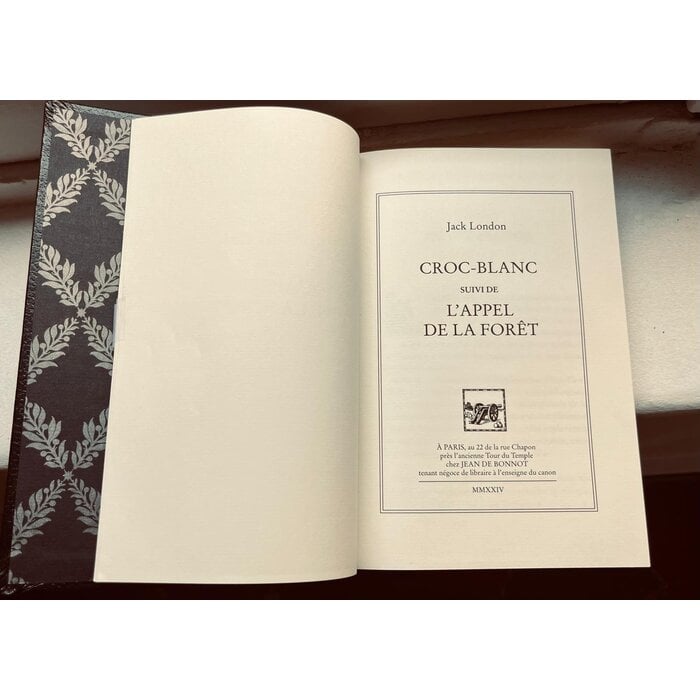 Jack London
CROC-BLANC
SUIVI DE
L'APPEL
DE LA FORÊT
À PARIS, au 22 de la rue Chapon
près l'ancienne Tour du Temple
chez JEAN DE BONNOT
tenant négoce de libraire à l'enseigne du canon
MMXXIV